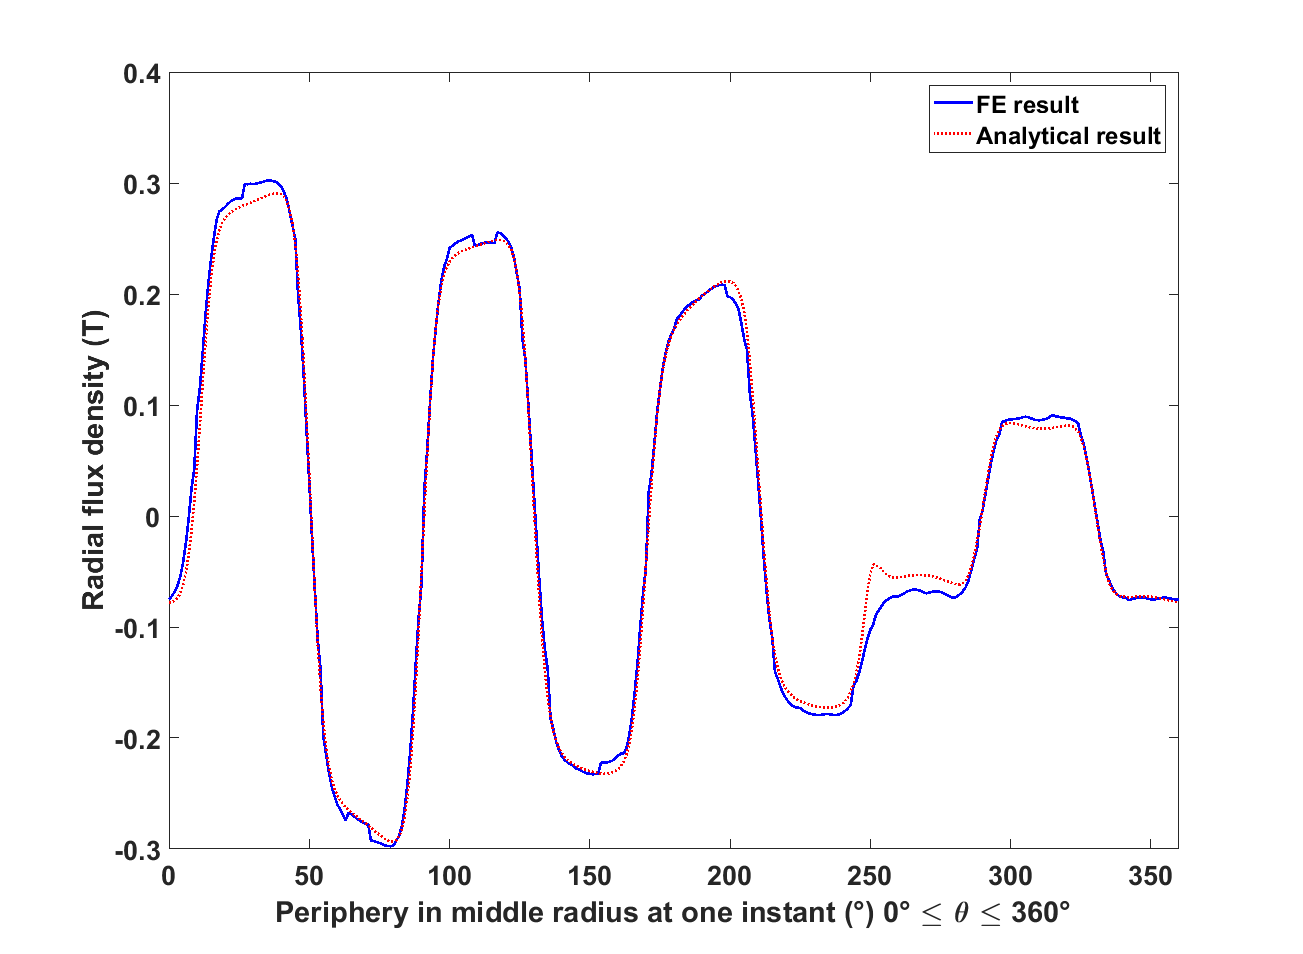 0.4
0.3
0.2
0.1
0
-0.1
-0.2
-0.3
Radial flux density (T)
FE result
Analytical result
0 50 100 150 200 250 300 350
Periphery in middle radius at one instant (°) 0° ≤ θ ≤ 360°